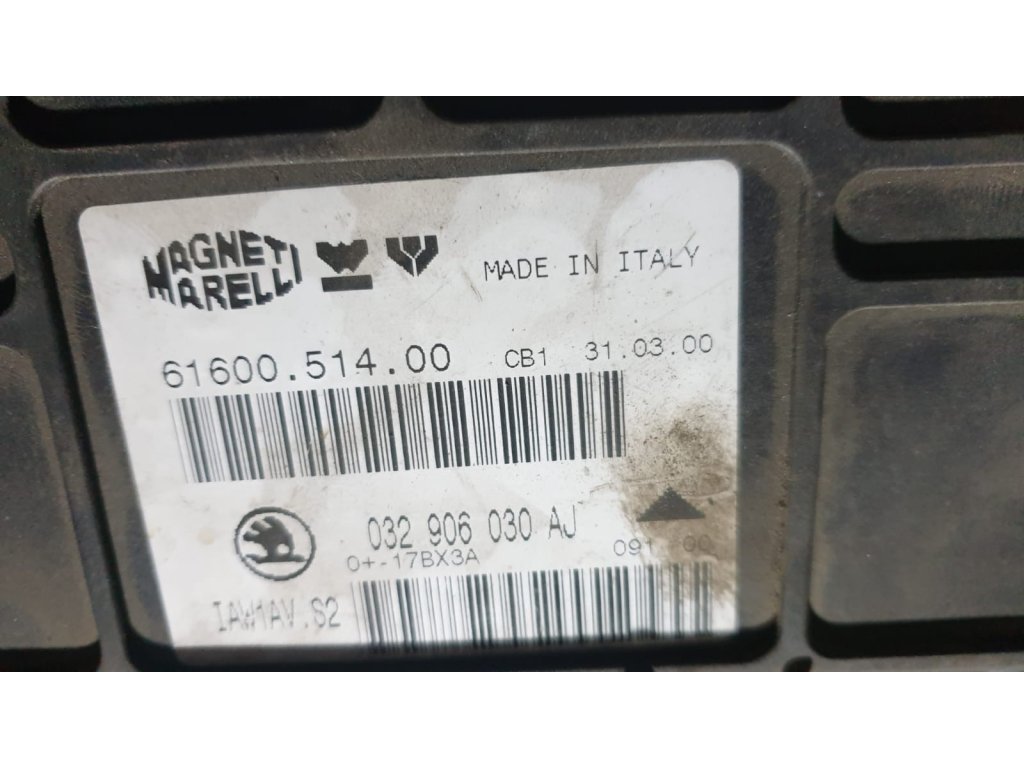 MAGNETI
MARELLI
MADE IN ITALY
61600.514.00 CB1 31.03.00
032 906 030 AJ
0+-17BX3A
IAW1AV.S2